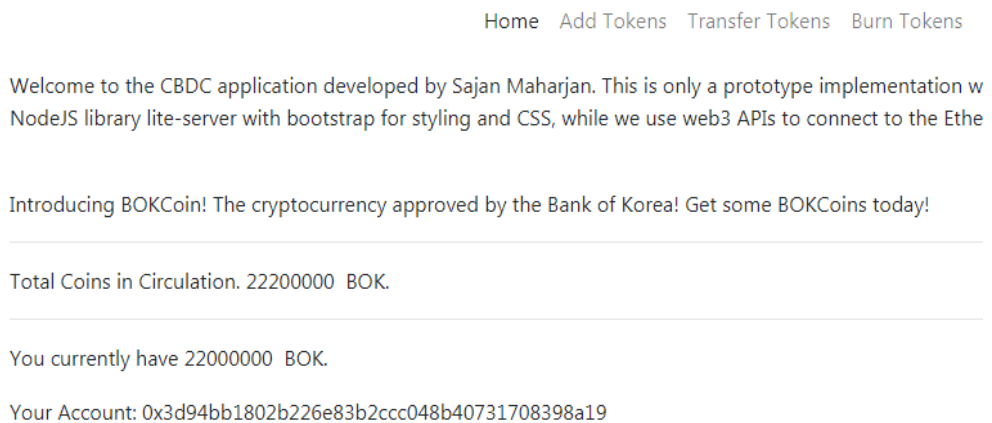 Home Add Tokens Transfer Tokens Burn Tokens
Welcome to the CBDC application developed by Sajan Maharjan. This is only a prototype implementation w
NodeJS library lite-server with bootstrap for styling and CSS, while we use web3 APIs to connect to the Ethe
Introducing BOKCoin! The cryptocurrency approved by the Bank of Korea! Get some BOKCoins today!
Total Coins in Circulation. 22200000 BOK.
You currently have 22000000 BOK.
Your Account: 0x3d94bb1802b226e83b2ccc048b40731708398a19